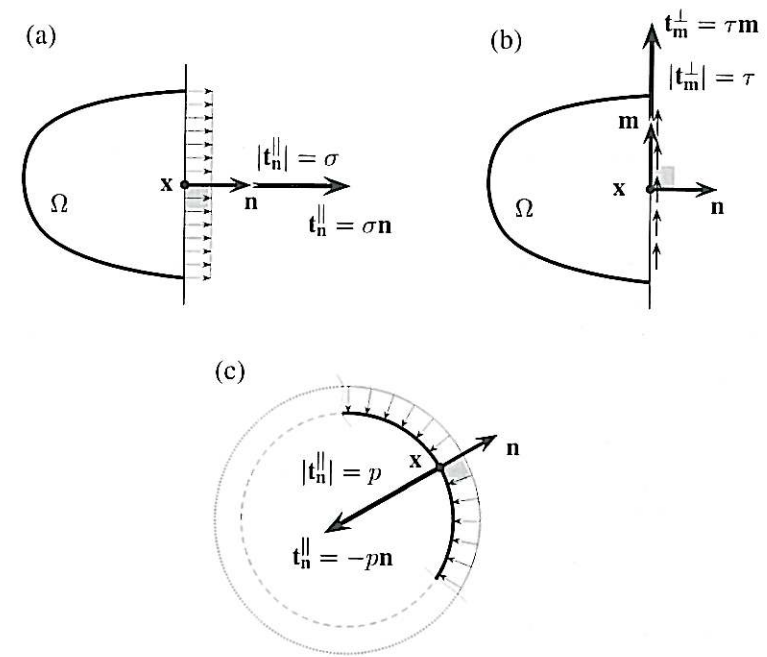 (a)
|t_n^∥| = σ
x
n
Ω
t_n^∥ = σn
(b)
t_m^⊥ = τm
|t_m^⊥| = τ
m
x
n
Ω
(c)
n
x
|t_n^∥| = p
t_n^∥ = −pn